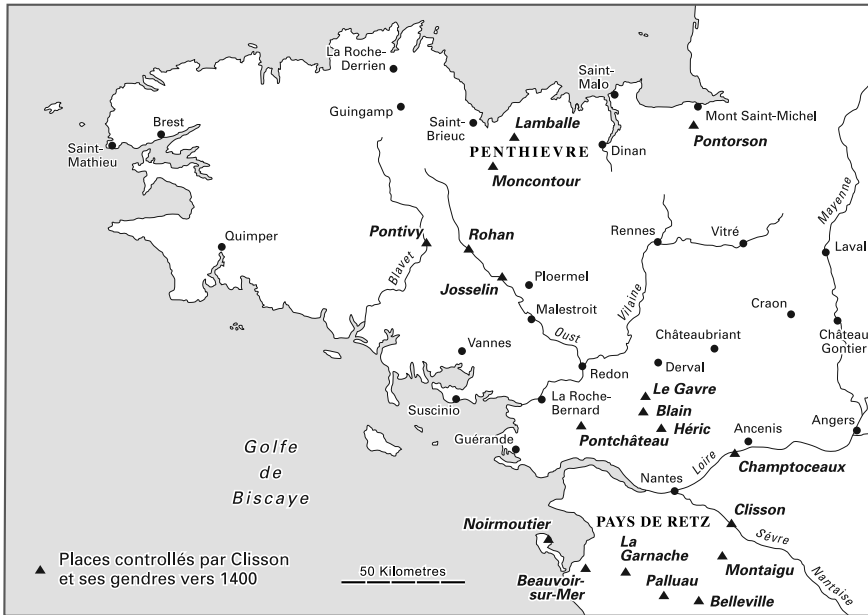 La Roche-
Derrien
Saint-
Malo
Guingamp
Saint-
Brieuc
Lamballe
Mont Saint-Michel
Pontorson
Brest
Saint-
Mathieu
PENTHIEVRE
Dinan
Moncontour
Mayenne
Quimper
Pontivy
Rohan
Rennes
Vitré
Laval
Blavet
Josselin
Ploermel
Malestroit
Vilaine
Craon
Oust
Châteaubriant
Château
Gontier
Vannes
Redon
Derval
Le Gavre
Suscinio
La Roche-
Bernard
Blain
Héric
Pontchâteau
Ancenis
Angers
Guérande
Golfe
de
Biscaye
Nantes
Loire
Champtoceaux
Clisson
Noirmoutier
PAYS DE RETZ
Sévre
Nantaise
La
Garnache
Montaigu
Beauvoir-
sur-Mer
Palluau
Belleville
Places controllés par Clisson
et ses gendres vers 1400
50 Kilometres